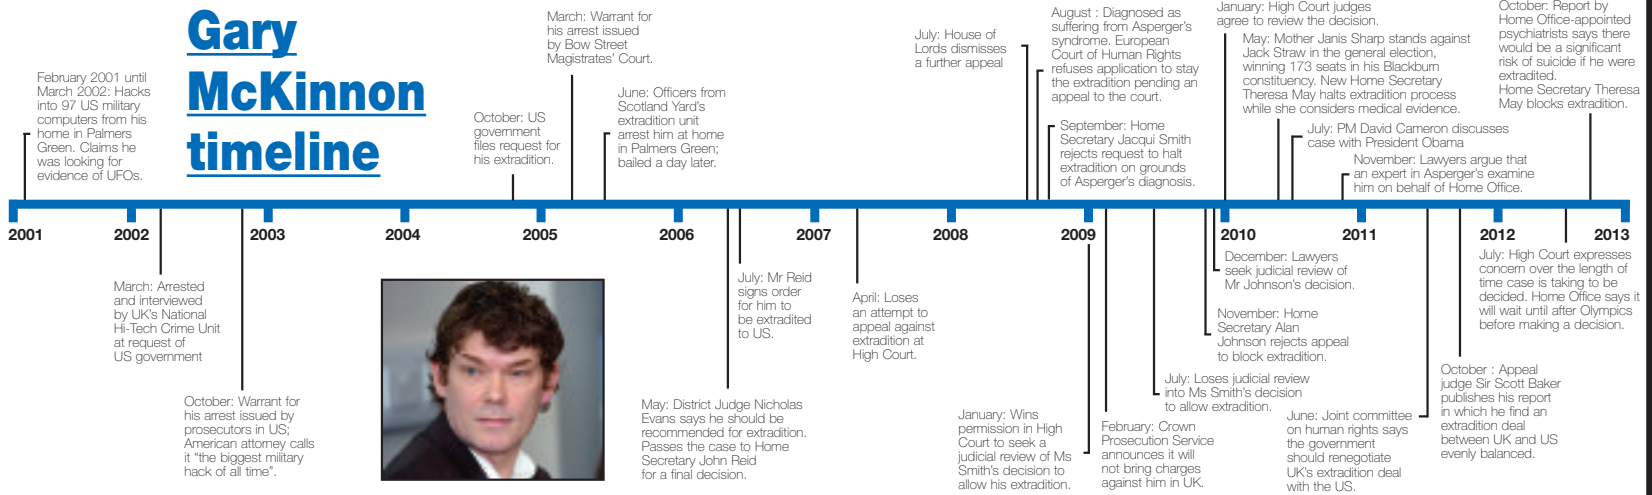 Gary
McKinnon
timeline
February 2001 until
March 2002: Hacks
into 97 US military
computers from his
home in Palmers
Green. Claims he
was looking for
evidence of UFOs.
October: US
government
files request for
his extradition.
March: Warrant for
his arrest issued
by Bow Street
Magistrates' Court.
June: Officers from
Scotland Yard's
extradition unit
arrest him at home
in Palmers Green;
bailed a day later.
July: House of
Lords dismisses
a further appeal
August : Diagnosed as
suffering from Asperger's
syndrome. European
Court of Human Rights
refuses application to stay
the extradition pending an
appeal to the court.
September: Home
Secretary Jacqui Smith
rejects request to halt
extradition on grounds
of Asperger's diagnosis.
January: High Court judges
agree to review the decision.
May: Mother Janis Sharp stands against
Jack Straw in the general election,
winning 173 seats in his Blackburn
constituency. New Home Secretary
Theresa May halts extradition process
while she considers medical evidence.
July: PM David Cameron discusses
case with President Obama
November: Lawyers argue that
an expert in Asperger's examine
him on behalf of Home Office.
October: Report by
Home Office-appointed
psychiatrists says there
would be a significant
risk of suicide if he were
extradited.
Home Secretary Theresa
May blocks extradition.
2001 2002 2003 2004 2005 2006 2007 2008 2009 2010 2011 2012 2013
March: Arrested
and interviewed
by UK's National
Hi-Tech Crime Unit
at request of
US government
October: Warrant for
his arrest issued by
prosecutors in US;
American attorney calls
it "the biggest military
hack of all time".
May: District Judge Nicholas
Evans says he should be
recommended for extradition.
Passes the case to Home
Secretary John Reid
for a final decision.
July: Mr Reid
signs order
for him to
be extradited
to US.
April: Loses
an attempt to
appeal against
extradition at
High Court.
January: Wins
permission in High
Court to seek a
judicial review of Ms
Smith's decision to
allow his extradition.
February: Crown
Prosecution Service
announces it will
not bring charges
against him in UK.
July: Loses judicial review
into Ms Smith's decision
to allow extradition.
November: Home
Secretary Alan
Johnson rejects appeal
to block extradition.
December: Lawyers
seek judicial review of
Mr Johnson's decision.
June: Joint committee
on human rights says
the government
should renegotiate
UK's extradition deal
with the US.
October : Appeal
judge Sir Scott Baker
publishes his report
in which he find an
extradition deal
between UK and US
evenly balanced.
July: High Court expresses
concern over the length of
time case is taking to be
decided. Home Office says it
will wait until after Olympics
before making a decision.